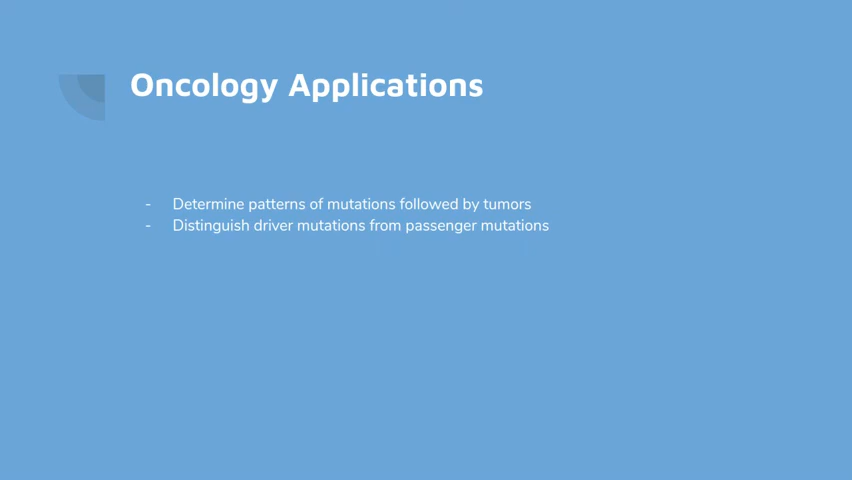 Oncology Applications
- Determine patterns of mutations followed by tumors
- Distinguish driver mutations from passenger mutations